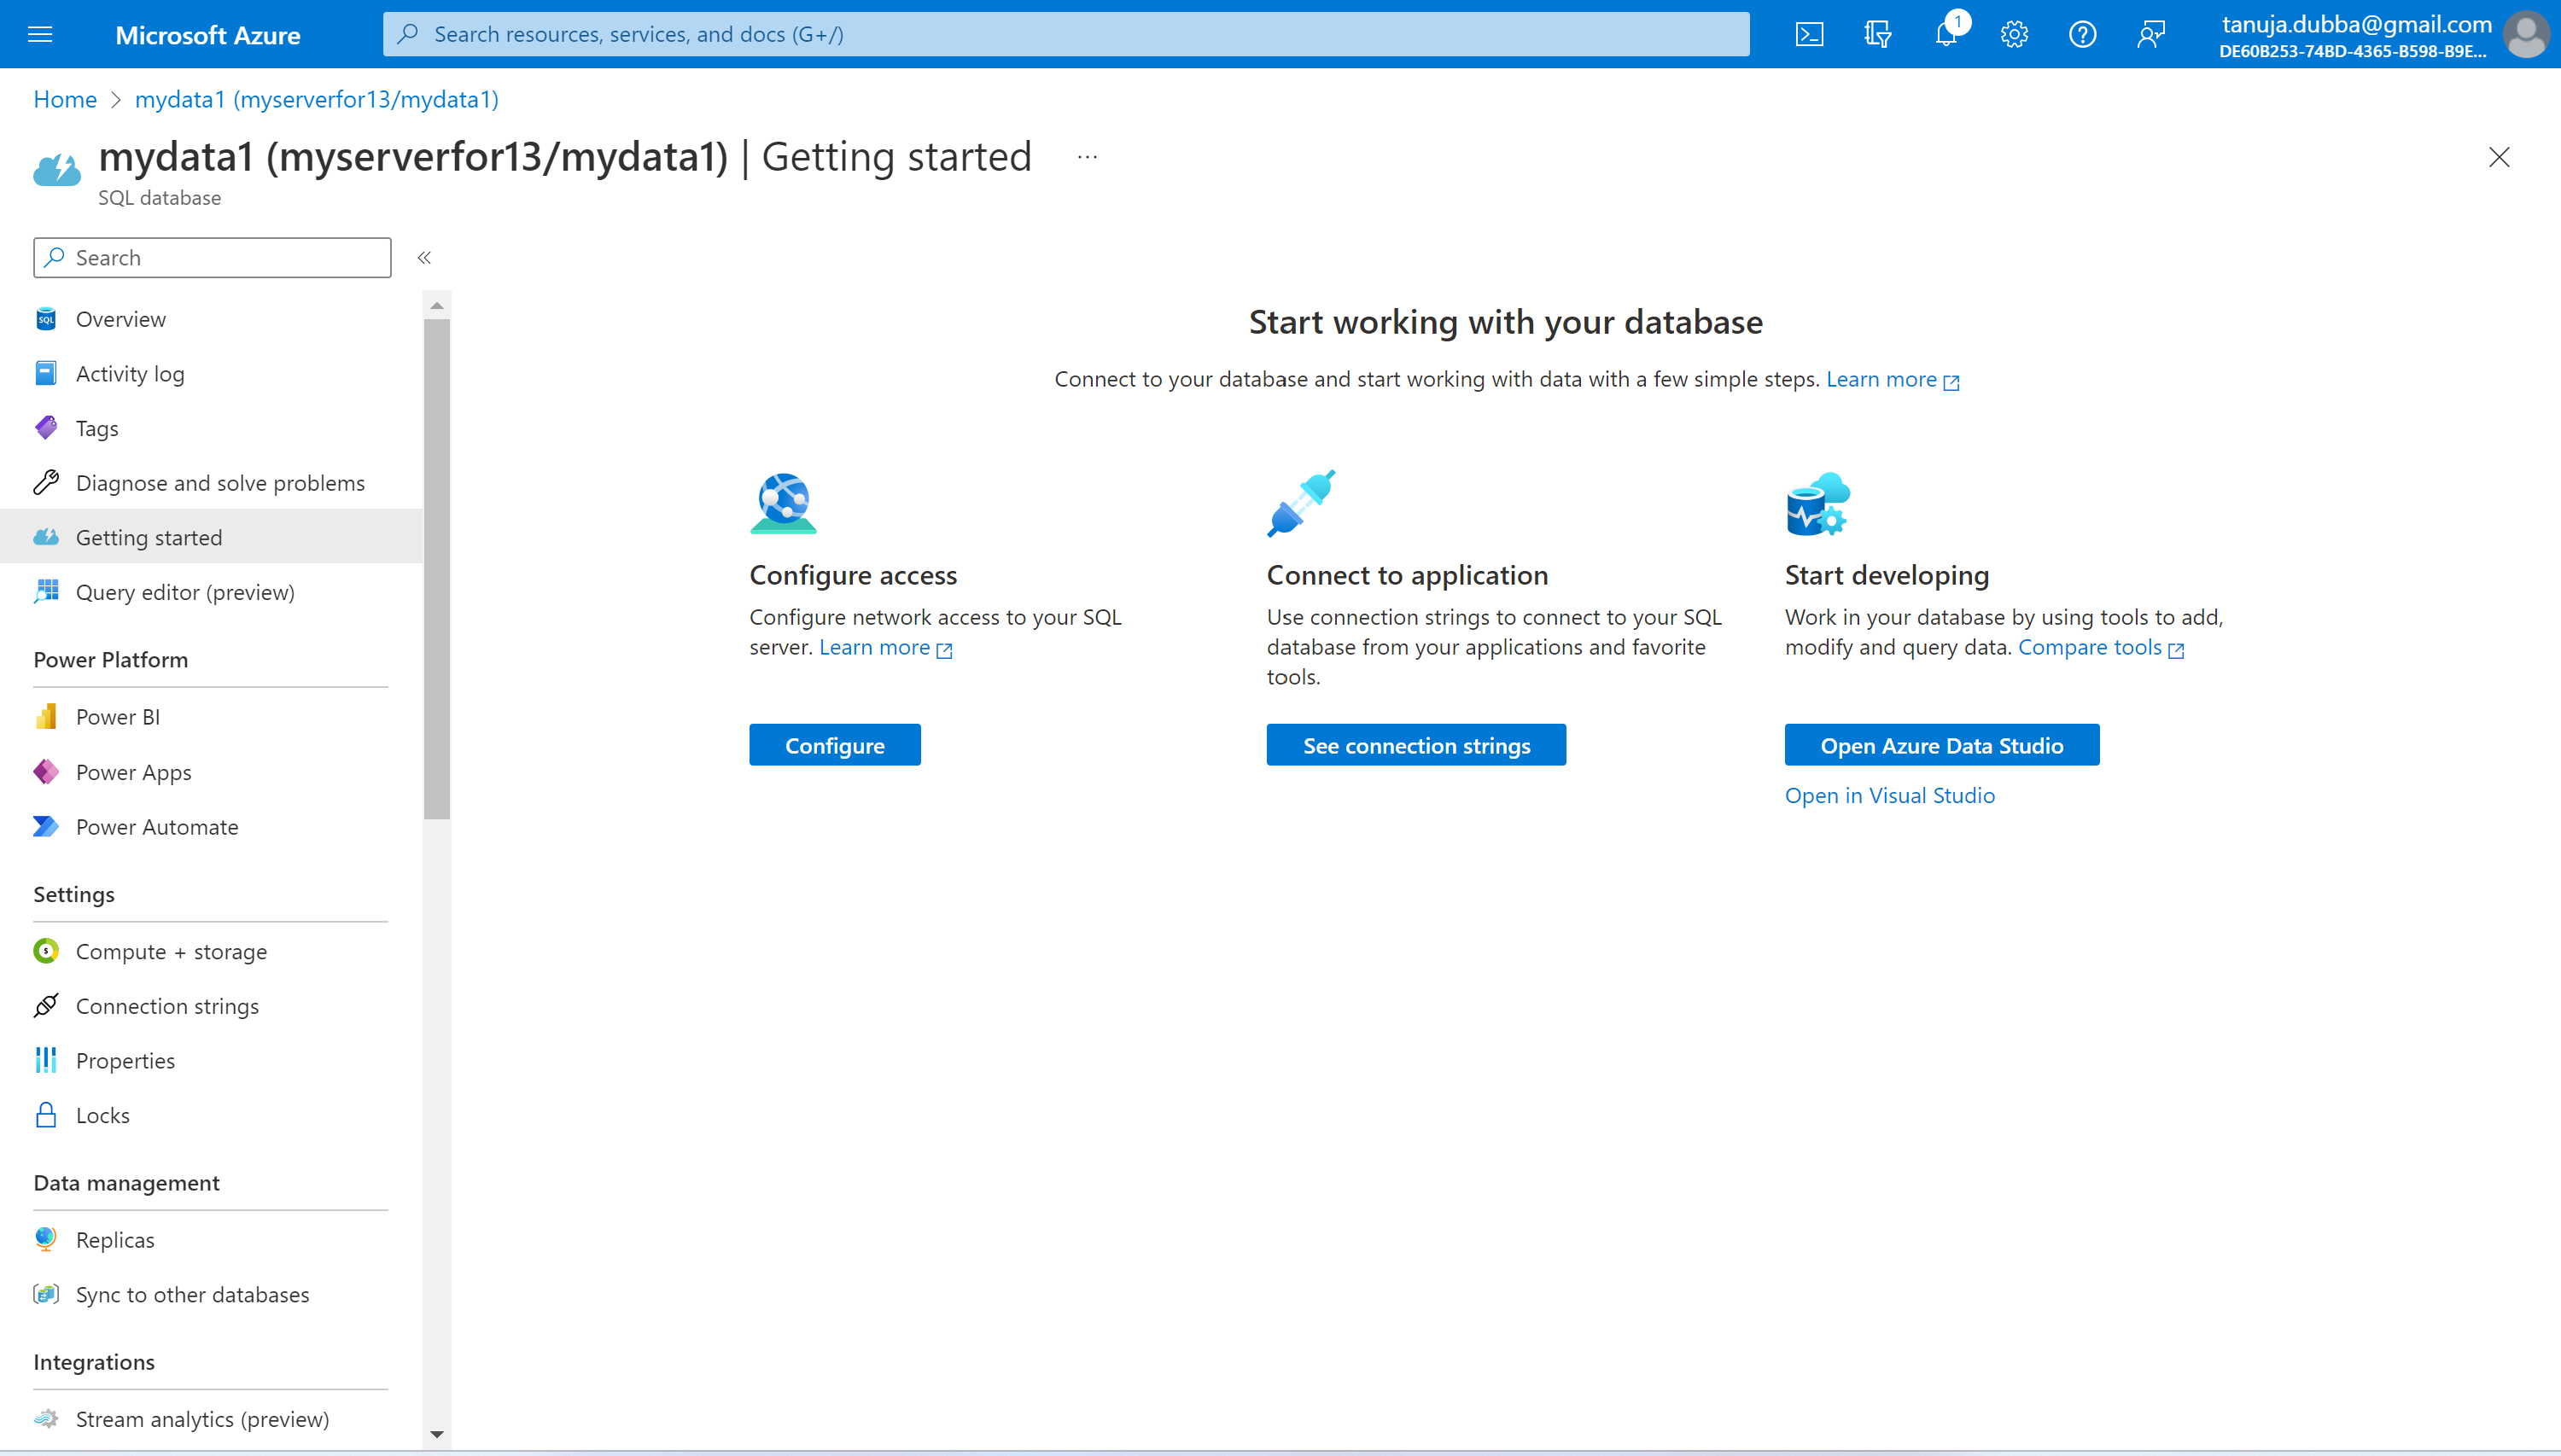 Microsoft Azure
Search resources, services, and docs (G+/)
1
tanuja.dubba@gmail.com
DE60B253-74BD-4365-B598-B9E...
Home > mydata1 (myserverfor13/mydata1)
mydata1 (myserverfor13/mydata1) | Getting started ...
SQL database
Search
«
Overview
Activity log
Tags
Diagnose and solve problems
Getting started
Query editor (preview)
Power Platform
Power BI
Power Apps
Power Automate
Settings
Compute + storage
Connection strings
Properties
Locks
Data management
Replicas
Sync to other databases
Integrations
Stream analytics (preview)
Start working with your database
Connect to your database and start working with data with a few simple steps. Learn more
Configure access
Configure network access to your SQL
server. Learn more
Configure
Connect to application
Use connection strings to connect to your SQL
database from your applications and favorite
tools.
See connection strings
Start developing
Work in your database by using tools to add,
modify and query data. Compare tools
Open Azure Data Studio
Open in Visual Studio